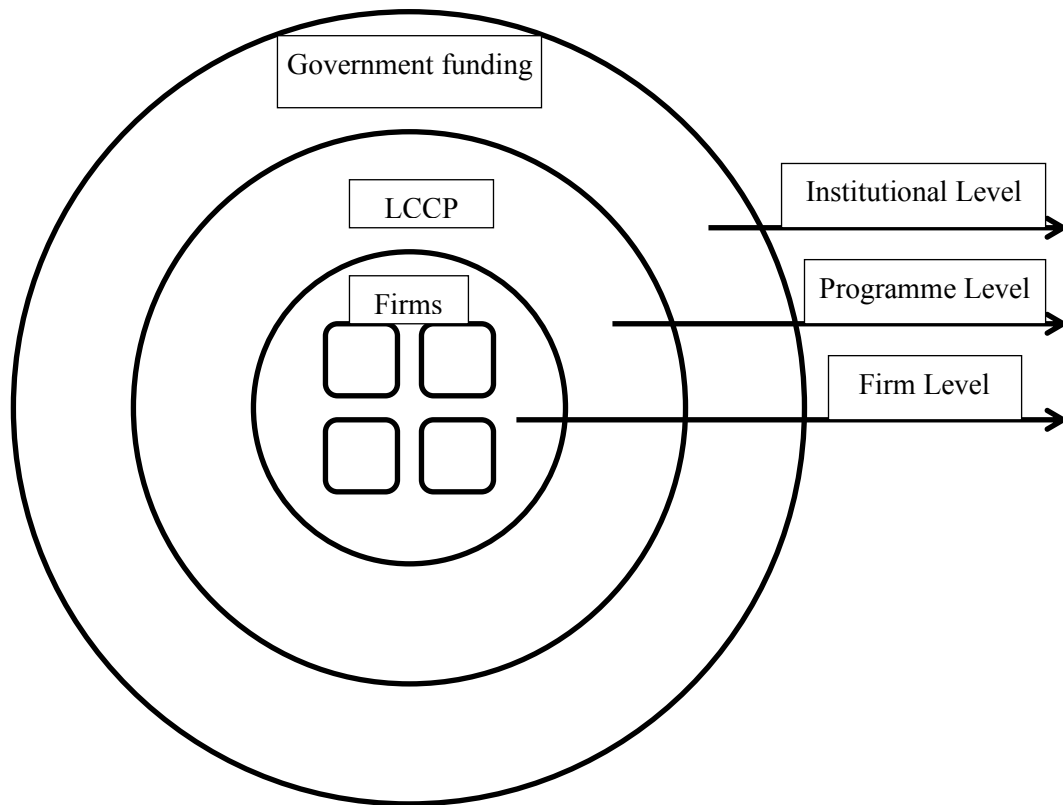 Government funding
LCCP
Firms
Institutional Level
Programme Level
Firm Level